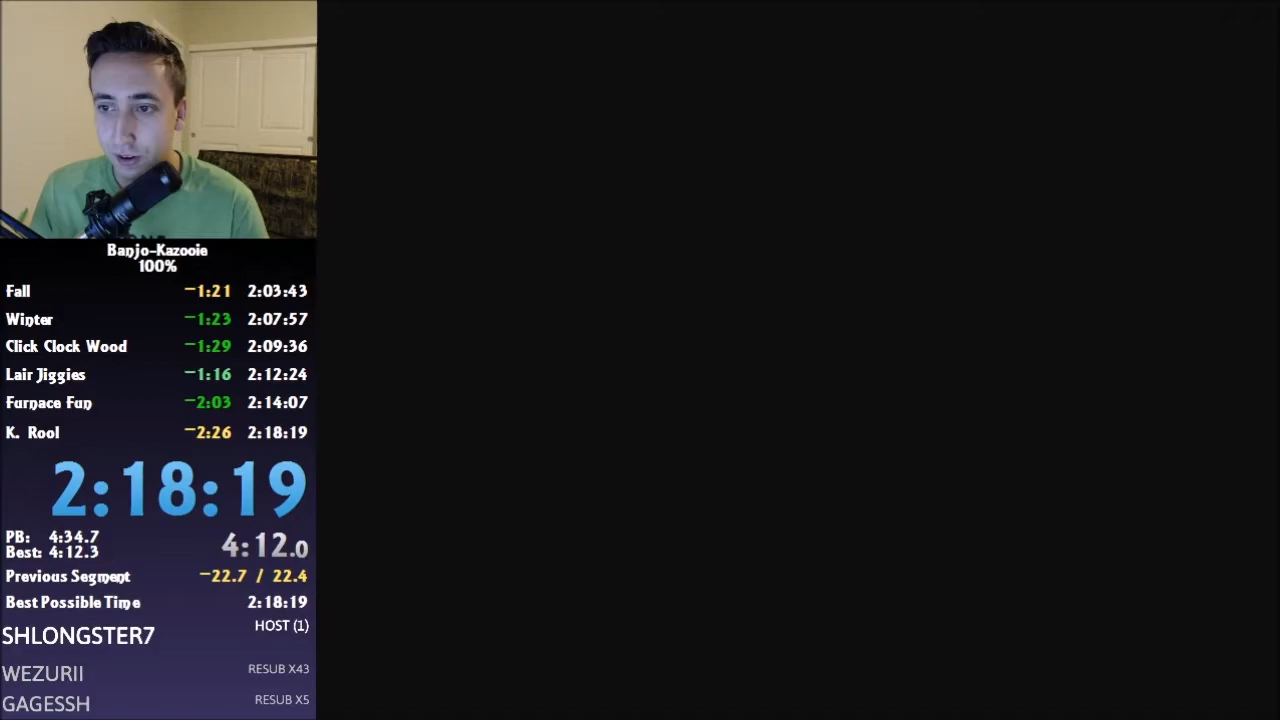 Banjo-Kazooie
100%
Fall −1:21 2:03:43
Winter −1:23 2:07:57
Click Clock Wood −1:29 2:09:36
Lair Jiggies −1:16 2:12:24
Furnace Fun −2:03 2:14:07
K. Rool −2:26 2:18:19
2:18:19
PB: 4:34.7
Best: 4:12.3 4:12.0
Previous Segment −22.7 / 22.4
Best Possible Time 2:18:19
SHLONGSTER7 HOST (1)
WEZURII RESUB X43
GAGESSH RESUB X5